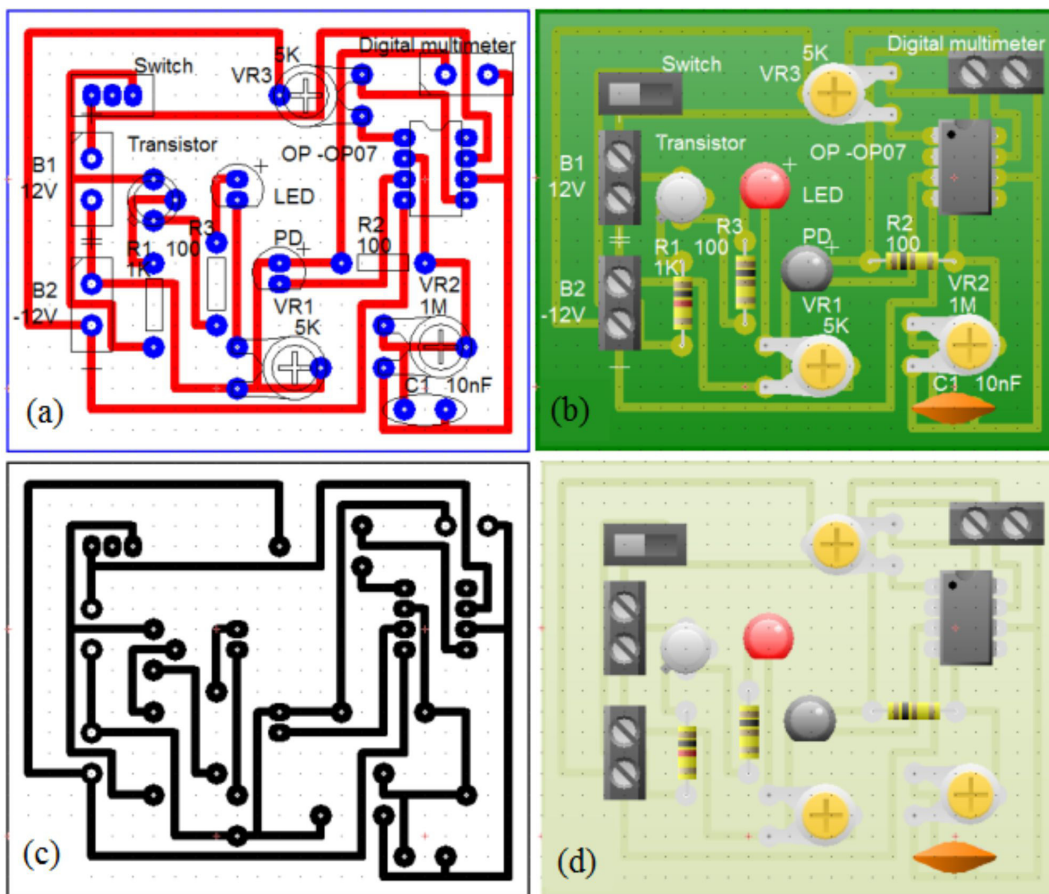 5K
Digital multimeter
Switch
VR3
Transistor
B1
12V
OP -OP07
LED
R3
R2
PD
100
R1
100
1K
B2
VR1
VR2
-12V
5K
1M
C1 10nF
(a)
5K
Digital multimeter
Switch
VR3
Transistor
B1
12V
OP -OP07
LED
R3
R2
PD
100
R1
100
1K
B2
VR1
VR2
-12V
5K
1M
C1 10nF
(b)
(c)
(d)